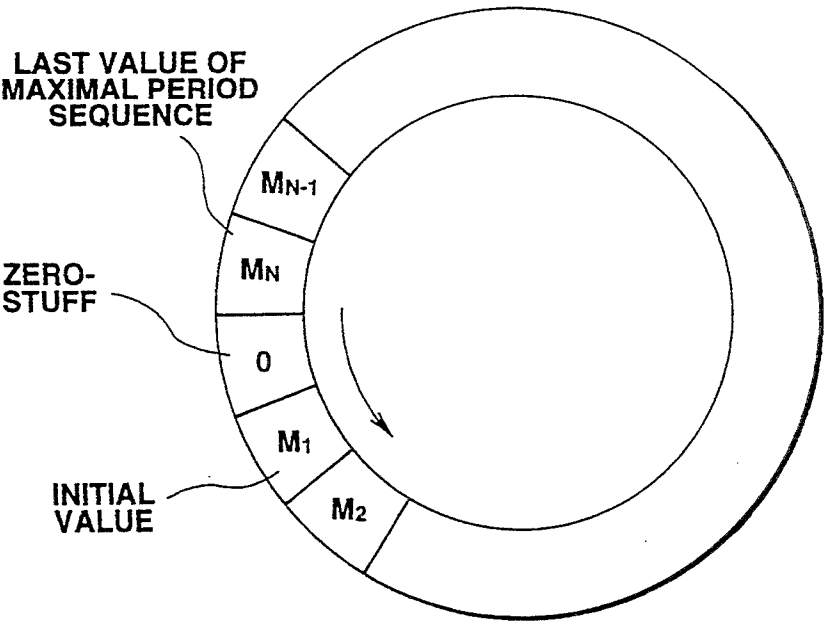 LAST VALUE OF
MAXIMAL PERIOD
SEQUENCE
MN-1
MN
ZERO-
STUFF
0
M1
INITIAL
VALUE
M2